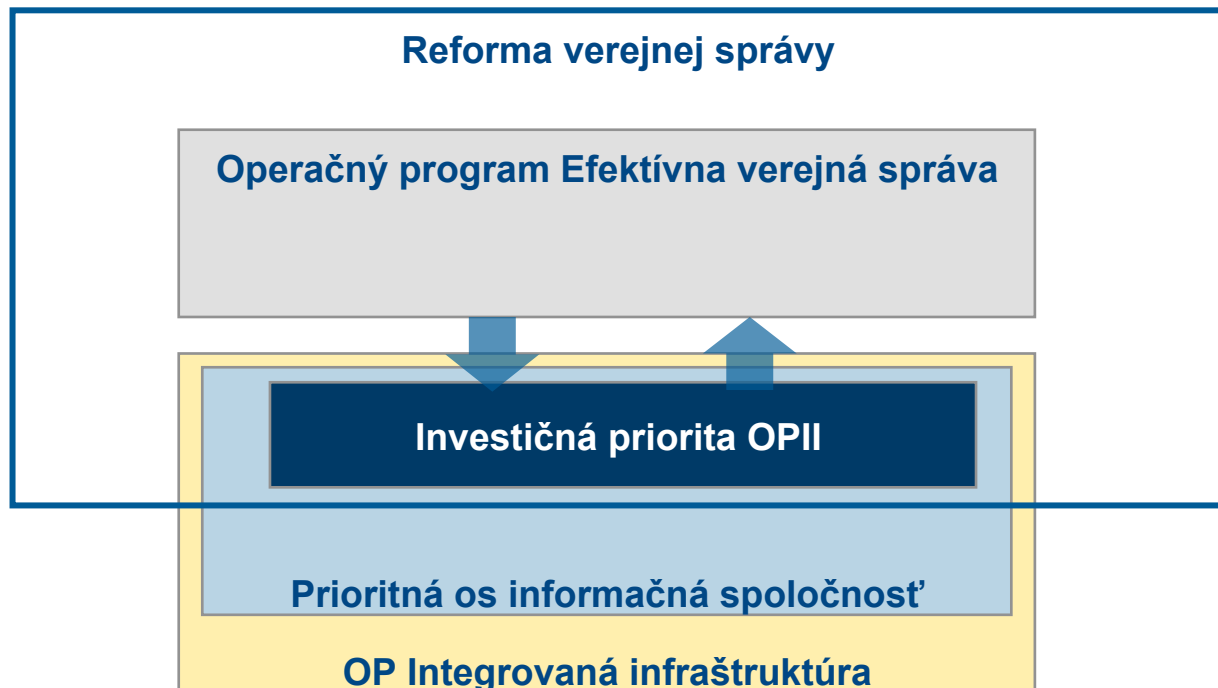 Reforma verejnej správy
Operačný program Efektívna verejná správa
Investičná priorita OPII
Prioritná os informačná spoločnosť
OP Integrovaná infraštruktúra